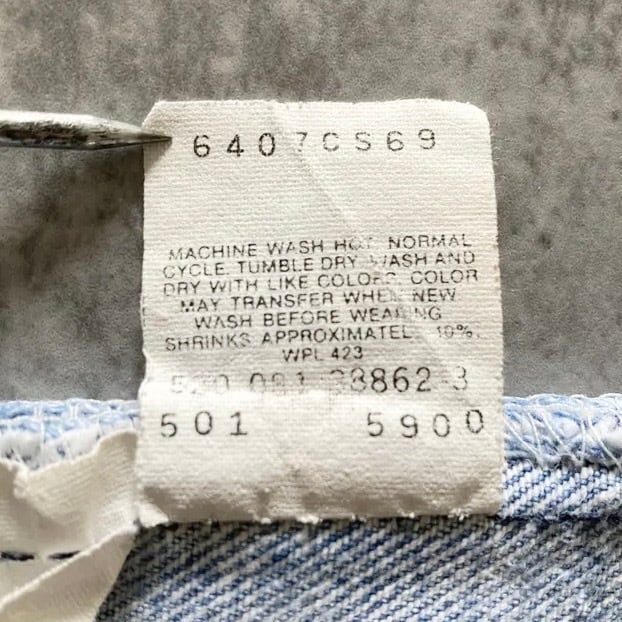 6407CS69
MACHINE WASH HOT NORMAL
CYCLE. TUMBLE DRY. WASH AND
DRY WITH LIKE COLORS. COLOR
MAY TRANSFER WHEN NEW
WASH BEFORE WEARING
SHRINKS APPROXIMATEL 10%.
WPL 423
38862-3
501 5900